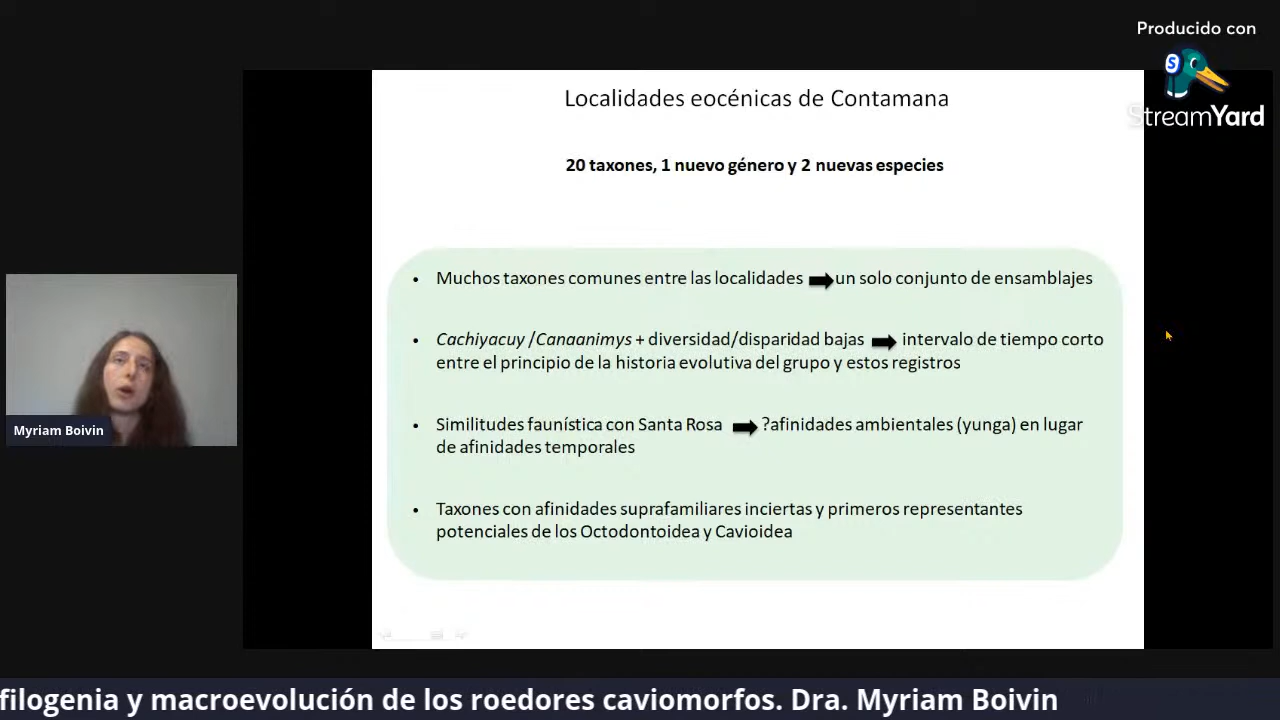 Producido con
StreamYard
Localidades eocénicas de Contamana
20 taxones, 1 nuevo género y 2 nuevas especies
• Muchos taxones comunes entre las localidades ➡ un solo conjunto de ensamblajes
• Cachiyacuy /Canaanimys + diversidad/disparidad bajas ➡ intervalo de tiempo corto
entre el principio de la historia evolutiva del grupo y estos registros
• Similitudes faunística con Santa Rosa ➡ ?afinidades ambientales (yunga) en lugar
de afinidades temporales
• Taxones con afinidades suprafamiliares inciertas y primeros representantes
potenciales de los Octodontoidea y Cavioidea
Myriam Boivin
filogenia y macroevolución de los roedores caviomorfos. Dra. Myriam Boivin